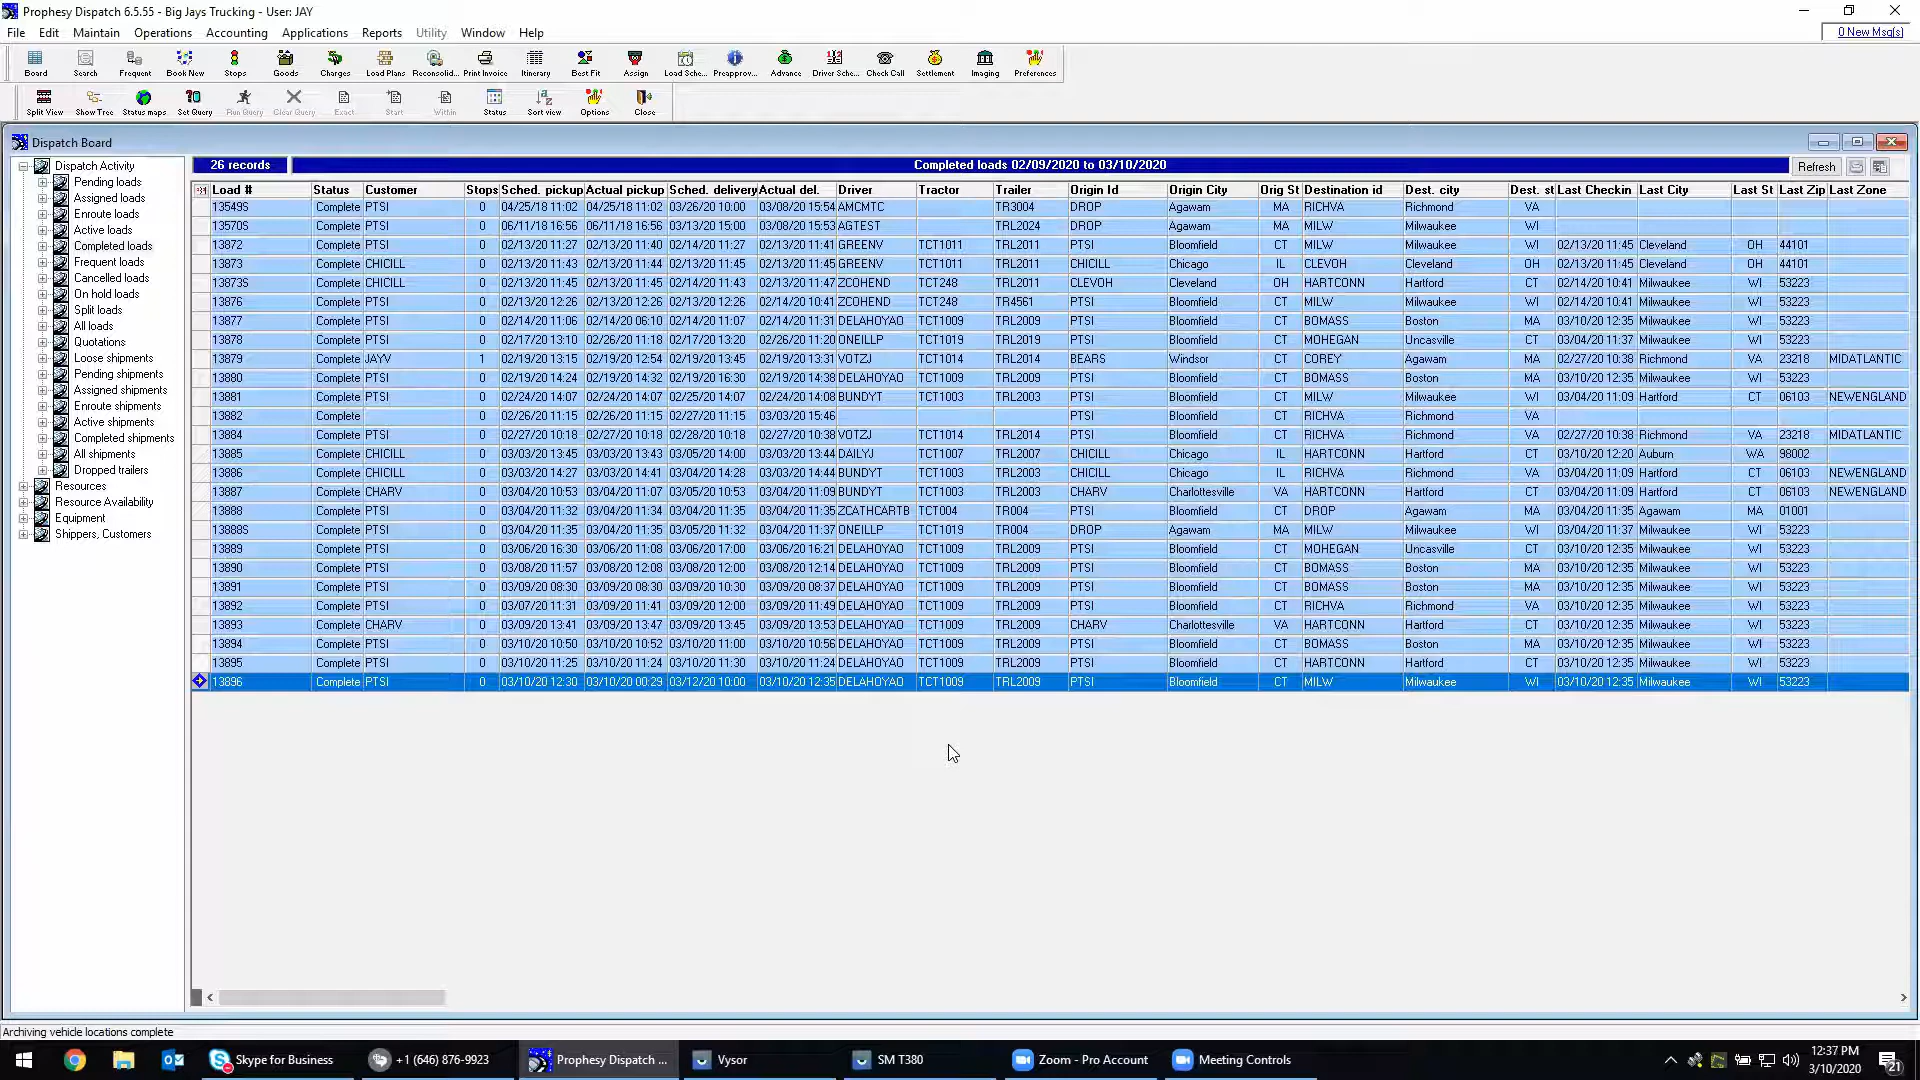 Prophesy Dispatch 6.5.55 - Big Jays Trucking - User: JAY
File Edit Maintain Operations Accounting Applications Reports Utility Window Help
0 New Msg(s)
Board Search Frequent Book New Stops Goods Charges Load Plans Reconsolid... Print Invoice Itinerary Best Fit Assign Load Sche... Preapprov... Advance Driver Sche... Check Call Settlement Imaging Preferences
Split View Show Tree Status maps Set Query Run Query Clear Query Exact Start Within Status Sort view Options Close
Dispatch Board
Dispatch Activity
Pending loads
Assigned loads
Enroute loads
Active loads
Completed loads
Frequent loads
Cancelled loads
On hold loads
Split loads
All loads
Quotations
Loose shipments
Pending shipments
Assigned shipments
Enroute shipments
Active shipments
Completed shipments
All shipments
Dropped trailers
Resources
Resource Availability
Equipment
Shippers, Customers
26 records Completed loads 02/09/2020 to 03/10/2020 Refresh
Load # Status Customer Stops Sched. pickup Actual pickup Sched. delivery Actual del. Driver Tractor Trailer Origin Id Origin City Orig St Destination id Dest. city Dest. st Last Checkin Last City Last St Last Zip Last Zone
13549S Complete PTSI 0 04/25/18 11:02 04/25/18 11:02 03/26/20 10:00 03/08/20 15:54 AMCMTC TR3004 DROP Agawam MA RICHVA Richmond VA
13570S Complete PTSI 0 06/11/18 16:56 06/11/18 16:56 03/13/20 15:00 03/08/20 15:53 AGTEST TRL2024 DROP Agawam MA MILW Milwaukee WI
13872 Complete PTSI 0 02/13/20 11:27 02/13/20 11:40 02/14/20 11:27 02/13/20 11:41 GREENV TCT1011 TRL2011 PTSI Bloomfield CT MILW Milwaukee WI 02/13/20 11:45 Cleveland OH 44101
13873 Complete CHICILL 0 02/13/20 11:43 02/13/20 11:44 02/13/20 11:45 02/13/20 11:45 GREENV TCT1011 TRL2011 CHICILL Chicago IL CLEVOH Cleveland OH 02/13/20 11:45 Cleveland OH 44101
13873S Complete CHICILL 0 02/13/20 11:45 02/13/20 11:45 02/14/20 11:43 02/13/20 11:47 ZCOHEND TCT248 TRL2011 CLEVOH Cleveland OH HARTCONN Hartford CT 02/14/20 10:41 Milwaukee WI 53223
13876 Complete PTSI 0 02/13/20 12:26 02/13/20 12:26 02/13/20 12:26 02/14/20 10:41 ZCOHEND TCT248 TR4561 PTSI Bloomfield CT MILW Milwaukee WI 02/14/20 10:41 Milwaukee WI 53223
13877 Complete PTSI 0 02/14/20 11:06 02/14/20 06:10 02/14/20 11:07 02/14/20 11:31 DELAHOYAO TCT1009 TRL2009 PTSI Bloomfield CT BOMASS Boston MA 03/10/20 12:35 Milwaukee WI 53223
13878 Complete PTSI 0 02/17/20 13:10 02/26/20 11:18 02/17/20 13:20 02/26/20 11:20 ONEILLP TCT1019 TRL2019 PTSI Bloomfield CT MOHEGAN Uncasville CT 03/04/20 11:37 Milwaukee WI 53223
13879 Complete JAYV 1 02/19/20 13:15 02/19/20 12:54 02/19/20 13:45 02/19/20 13:31 VOTZJ TCT1014 TRL2014 BEARS Windsor CT COREY Agawam MA 02/27/20 10:38 Richmond VA 23218 MIDATLANTIC
13880 Complete PTSI 0 02/19/20 14:24 02/19/20 14:32 02/19/20 16:30 02/19/20 14:38 DELAHOYAO TCT1009 TRL2009 PTSI Bloomfield CT BOMASS Boston MA 03/10/20 12:35 Milwaukee WI 53223
13881 Complete PTSI 0 02/24/20 14:07 02/24/20 14:07 02/25/20 14:07 02/24/20 14:08 BUNDYT TCT1003 TRL2003 PTSI Bloomfield CT MILW Milwaukee WI 03/04/20 11:09 Hartford CT 06103 NEWENGLAND
13882 Complete 0 02/26/20 11:15 02/26/20 11:15 02/27/20 11:15 03/03/20 15:46 PTSI Bloomfield CT RICHVA Richmond VA
13884 Complete PTSI 0 02/27/20 10:18 02/27/20 10:18 02/28/20 10:18 02/27/20 10:38 VOTZJ TCT1014 TRL2014 PTSI Bloomfield CT RICHVA Richmond VA 02/27/20 10:38 Richmond VA 23218 MIDATLANTIC
13885 Complete CHICILL 0 03/03/20 13:45 03/03/20 13:43 03/05/20 14:00 03/03/20 13:44 DAILYJ TCT1007 TRL2007 CHICILL Chicago IL HARTCONN Hartford CT 03/10/20 12:20 Auburn WA 98002
13886 Complete CHICILL 0 03/03/20 14:27 03/03/20 14:41 03/04/20 14:28 03/03/20 14:44 BUNDYT TCT1003 TRL2003 CHICILL Chicago IL RICHVA Richmond VA 03/04/20 11:09 Hartford CT 06103 NEWENGLAND
13887 Complete CHARV 0 03/04/20 10:53 03/04/20 11:07 03/05/20 10:53 03/04/20 11:09 BUNDYT TCT1003 TRL2003 CHARV Charlottesville VA HARTCONN Hartford CT 03/04/20 11:09 Hartford CT 06103 NEWENGLAND
13888 Complete PTSI 0 03/04/20 11:32 03/04/20 11:34 03/04/20 11:35 03/04/20 11:35 ZCATHCARTB TCT004 TR004 PTSI Bloomfield CT DROP Agawam MA 03/04/20 11:35 Agawam MA 01001
13888S Complete PTSI 0 03/04/20 11:35 03/04/20 11:35 03/05/20 11:32 03/04/20 11:37 ONEILLP TCT1019 TR004 DROP Agawam MA MILW Milwaukee WI 03/04/20 11:37 Milwaukee WI 53223
13889 Complete PTSI 0 03/06/20 16:30 03/06/20 11:08 03/06/20 17:00 03/06/20 16:21 DELAHOYAO TCT1009 TRL2009 PTSI Bloomfield CT MOHEGAN Uncasville CT 03/10/20 12:35 Milwaukee WI 53223
13890 Complete PTSI 0 03/08/20 11:57 03/08/20 12:08 03/08/20 12:00 03/08/20 12:14 DELAHOYAO TCT1009 TRL2009 PTSI Bloomfield CT BOMASS Boston MA 03/10/20 12:35 Milwaukee WI 53223
13891 Complete PTSI 0 03/09/20 08:30 03/09/20 08:30 03/09/20 10:30 03/09/20 08:37 DELAHOYAO TCT1009 TRL2009 PTSI Bloomfield CT BOMASS Boston MA 03/10/20 12:35 Milwaukee WI 53223
13892 Complete PTSI 0 03/07/20 11:31 03/09/20 11:41 03/09/20 12:00 03/09/20 11:49 DELAHOYAO TCT1009 TRL2009 PTSI Bloomfield CT RICHVA Richmond VA 03/10/20 12:35 Milwaukee WI 53223
13893 Complete CHARV 0 03/09/20 13:41 03/09/20 13:47 03/09/20 13:45 03/09/20 13:53 DELAHOYAO TCT1009 TRL2009 CHARV Charlottesville VA HARTCONN Hartford CT 03/10/20 12:35 Milwaukee WI 53223
13894 Complete PTSI 0 03/10/20 10:50 03/10/20 10:52 03/10/20 11:00 03/10/20 10:56 DELAHOYAO TCT1009 TRL2009 PTSI Bloomfield CT BOMASS Boston MA 03/10/20 12:35 Milwaukee WI 53223
13895 Complete PTSI 0 03/10/20 11:25 03/10/20 11:24 03/10/20 11:30 03/10/20 11:24 DELAHOYAO TCT1009 TRL2009 PTSI Bloomfield CT HARTCONN Hartford CT 03/10/20 12:35 Milwaukee WI 53223
13896 Complete PTSI 0 03/10/20 12:30 03/10/20 00:29 03/12/20 10:00 03/10/20 12:35 DELAHOYAO TCT1009 TRL2009 PTSI Bloomfield CT MILW Milwaukee WI 03/10/20 12:35 Milwaukee WI 53223
Archiving vehicle locations complete
Skype for Business +1 (646) 876-9923 Prophesy Dispatch ... Vysor SM T380 Zoom - Pro Account Meeting Controls
12:37 PM
3/10/2020
21